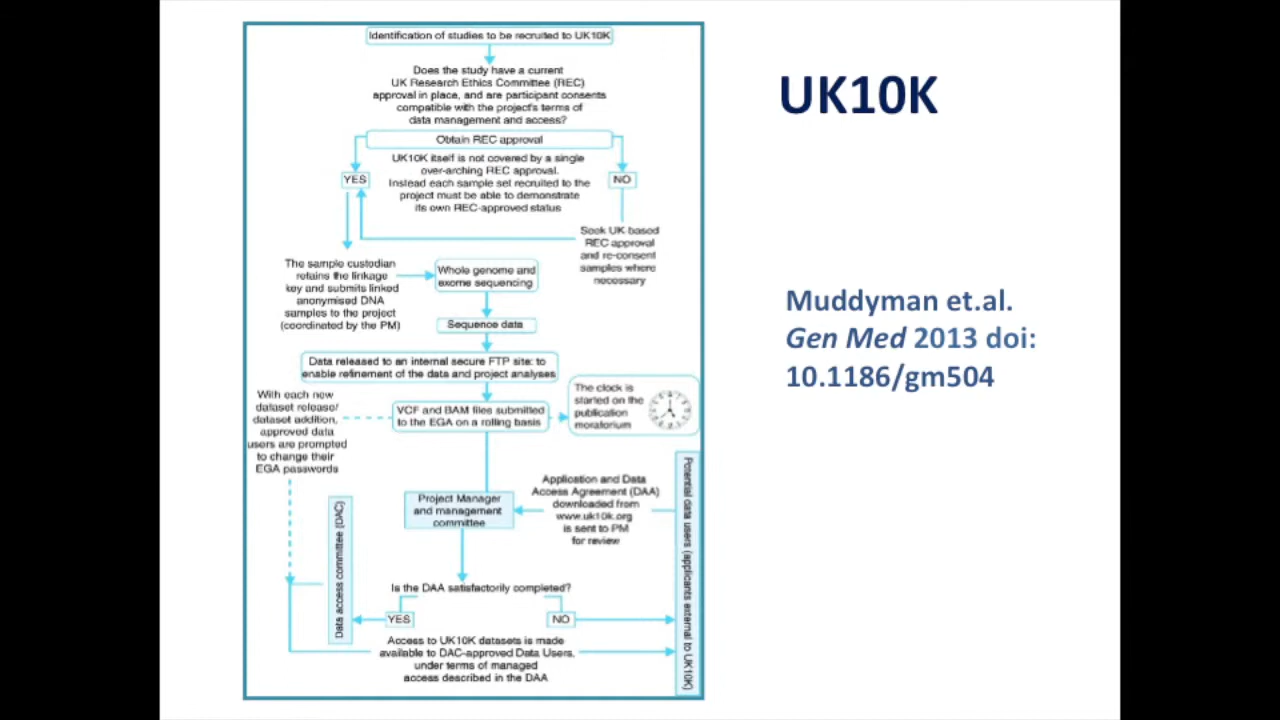 UK10K
Muddyman et.al.
Gen Med 2013 doi:
10.1186/gm504
Identification of studies to be recruited to UK10K
Does the study have a current
UK Research Ethics Committee (REC)
approval in place, and are participant consents
compatible with the project's terms of
data management and access?
Obtain REC approval
YES
NO
UK10K itself is not covered by a single
over-arching REC approval.
Instead each sample set recruited to the
project must be able to demonstrate
its own REC-approved status
Seek UK-based
REC approval
and re-consent
samples where
necessary
The sample custodian
retains the linkage
key and submits linked
anonymised DNA
samples to the project
(coordinated by the PM)
Whole genome and
exome sequencing
Sequence data
Data released to an internal secure FTP site: to
enable refinement of the data and project analyses
With each new
dataset release/
dataset addition,
approved data
users are prompted
to change their
EGA passwords
VCF and BAM files submitted
to the EGA on a rolling basis
The clock is
started on the
publication
moratorium
Project Manager
and management
committee
Application and Data
Access Agreement (DAA)
downloaded from
www.uk10k.org
is sent to PM
for review
Potential data users (applicants external to UK10K)
Data access committee (DAC)
Is the DAA satisfactorily completed?
YES
NO
Access to UK10K datasets is made
available to DAC-approved Data Users,
under terms of managed
access described in the DAA